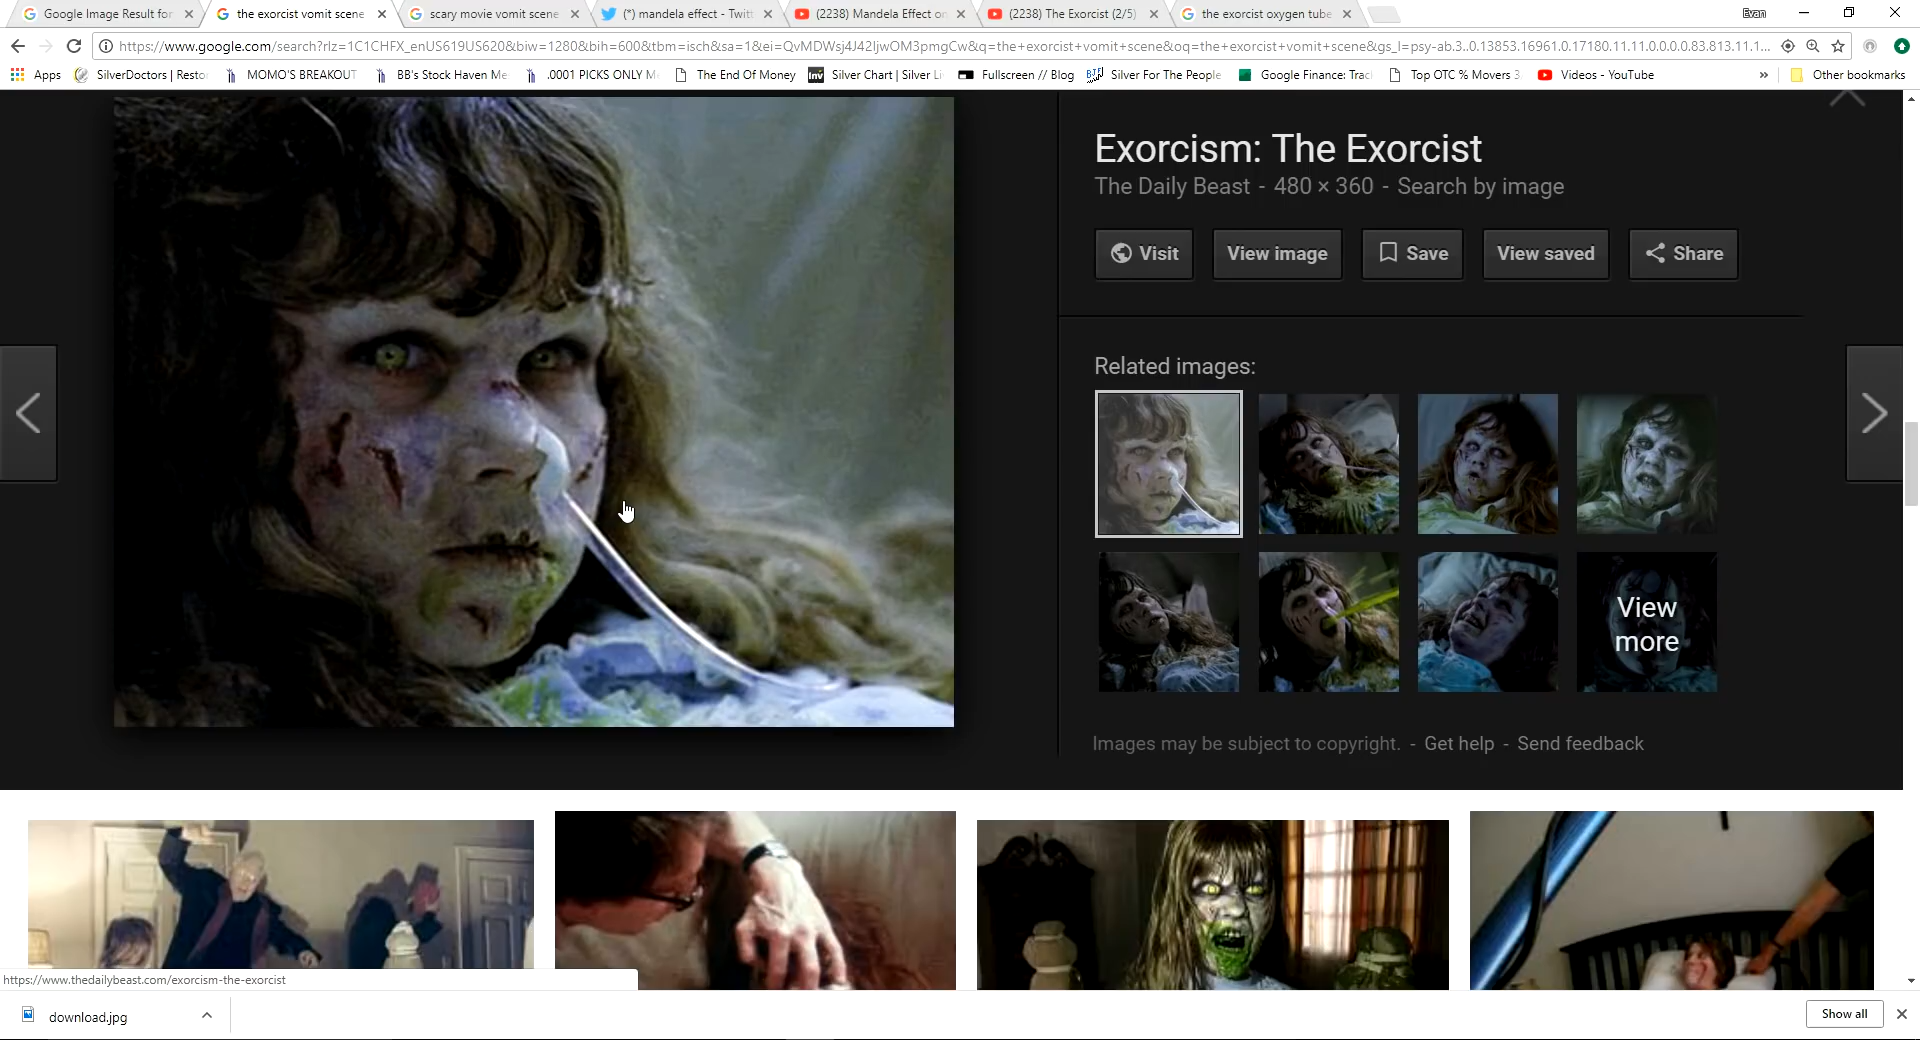 Google Image Result for
the exorcist vomit scene
scary movie vomit scene
(*) mandela effect - Twitt
(2238) Mandela Effect on
(2238) The Exorcist (2/5)
the exorcist oxygen tube
Evan
https://www.google.com/search?rlz=1C1CHFX_enUS619US620&biw=1280&bih=600&tbm=isch&sa=1&ei=QvMDWsj4J42ljwOM3pmgCw&q=the+exorcist+vomit+scene&oq=the+exorcist+vomit+scene&gs_l=psy-ab.3..0.13853.16961.0.17180.11.11.0.0.0.0.83.813.11.1...
Apps
SilverDoctors | Resto
MOMO'S BREAKOUT
BB's Stock Haven Me
.0001 PICKS ONLY M
The End Of Money
Inv
Silver Chart | Silver Li
Fullscreen // Blog
Silver For The People
Google Finance: Trac
Top OTC % Movers
Videos - YouTube
»
Other bookmarks
Exorcism: The Exorcist
The Daily Beast - 480 × 360 - Search by image
Visit
View image
Save
View saved
Share
Related images:
View
more
Images may be subject to copyright. - Get help - Send feedback
https://www.thedailybeast.com/exorcism-the-exorcist
download.jpg
Show all